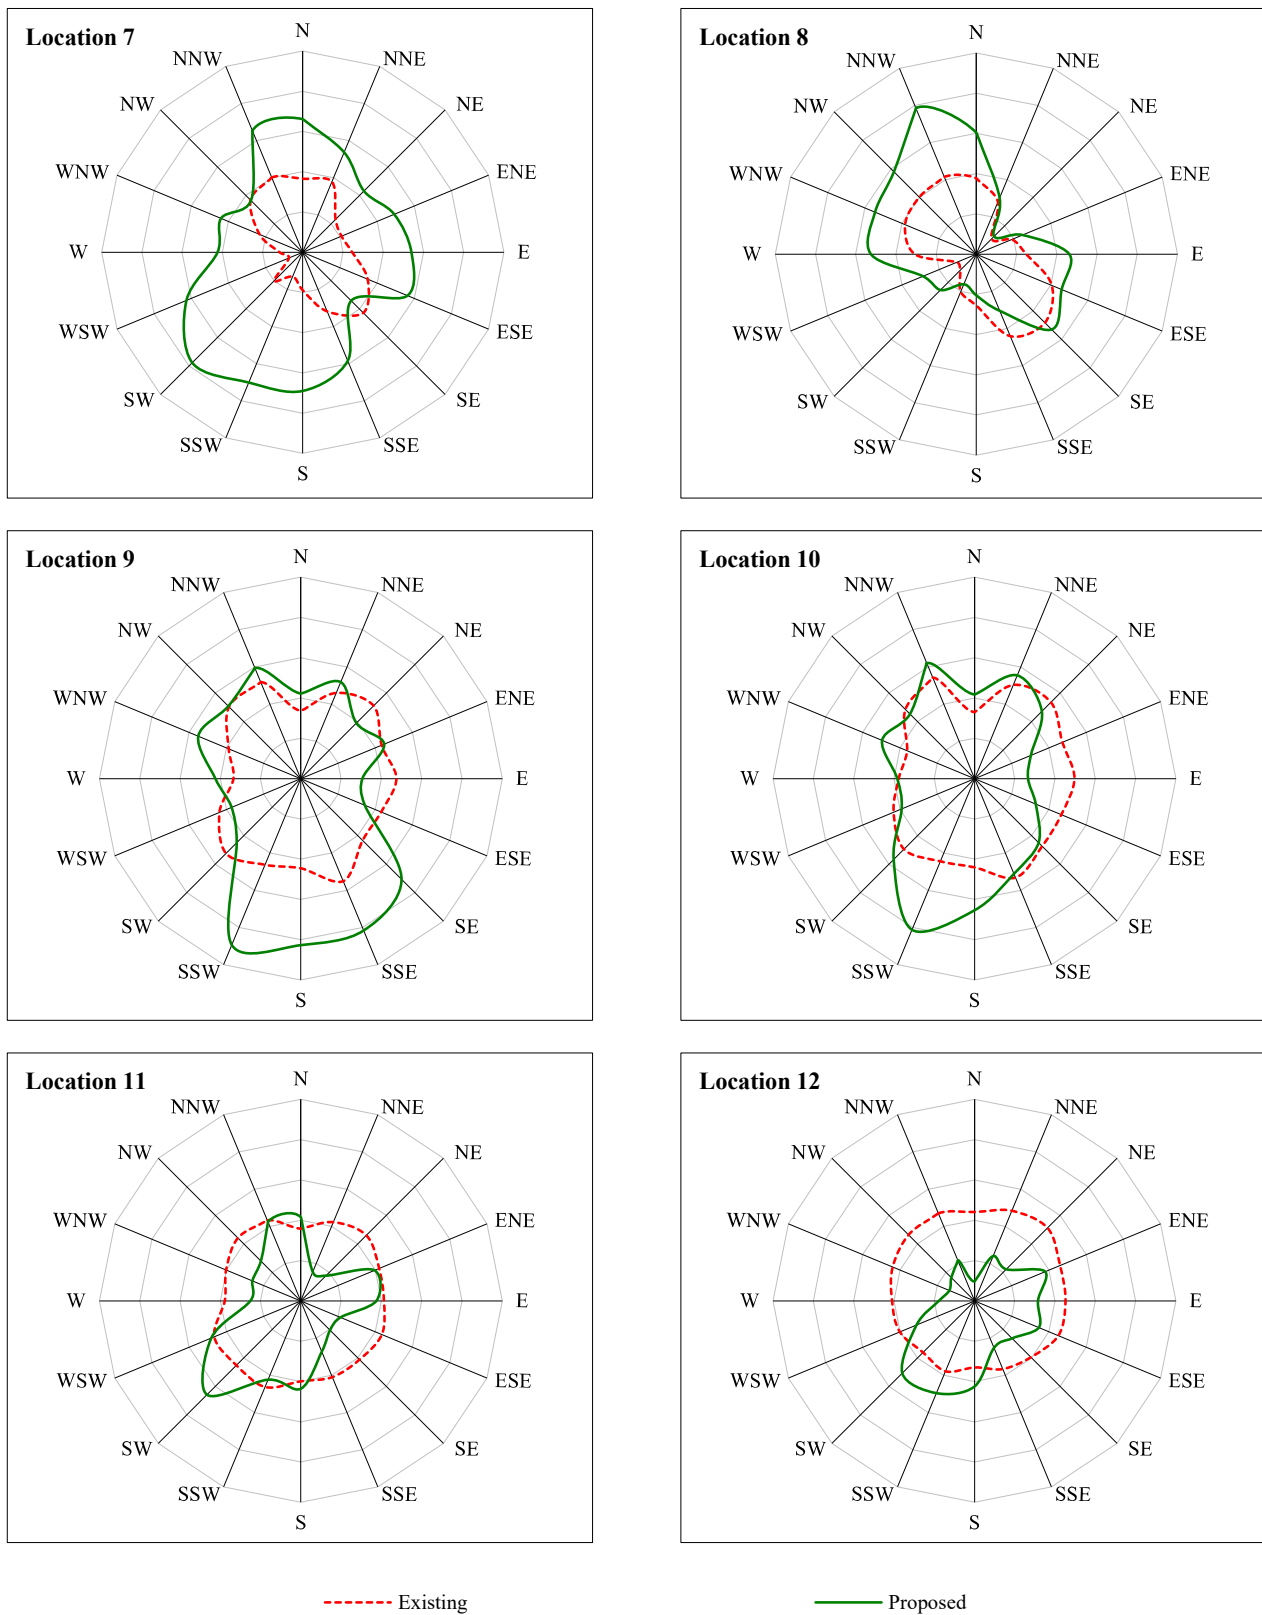 Location 7
N
NNE
NE
ENE
E
ESE
SE
SSE
S
SSW
SW
WSW
W
WNW
NW
NNW
Location 8
N
NNE
NE
ENE
E
ESE
SE
SSE
S
SSW
SW
WSW
W
WNW
NW
NNW
Location 9
N
NNE
NE
ENE
E
ESE
SE
SSE
S
SSW
SW
WSW
W
WNW
NW
NNW
Location 10
N
NNE
NE
ENE
E
ESE
SE
SSE
S
SSW
SW
WSW
W
WNW
NW
NNW
Location 11
N
NNE
NE
ENE
E
ESE
SE
SSE
S
SSW
SW
WSW
W
WNW
NW
NNW
Location 12
N
NNE
NE
ENE
E
ESE
SE
SSE
S
SSW
SW
WSW
W
WNW
NW
NNW
Existing
Proposed